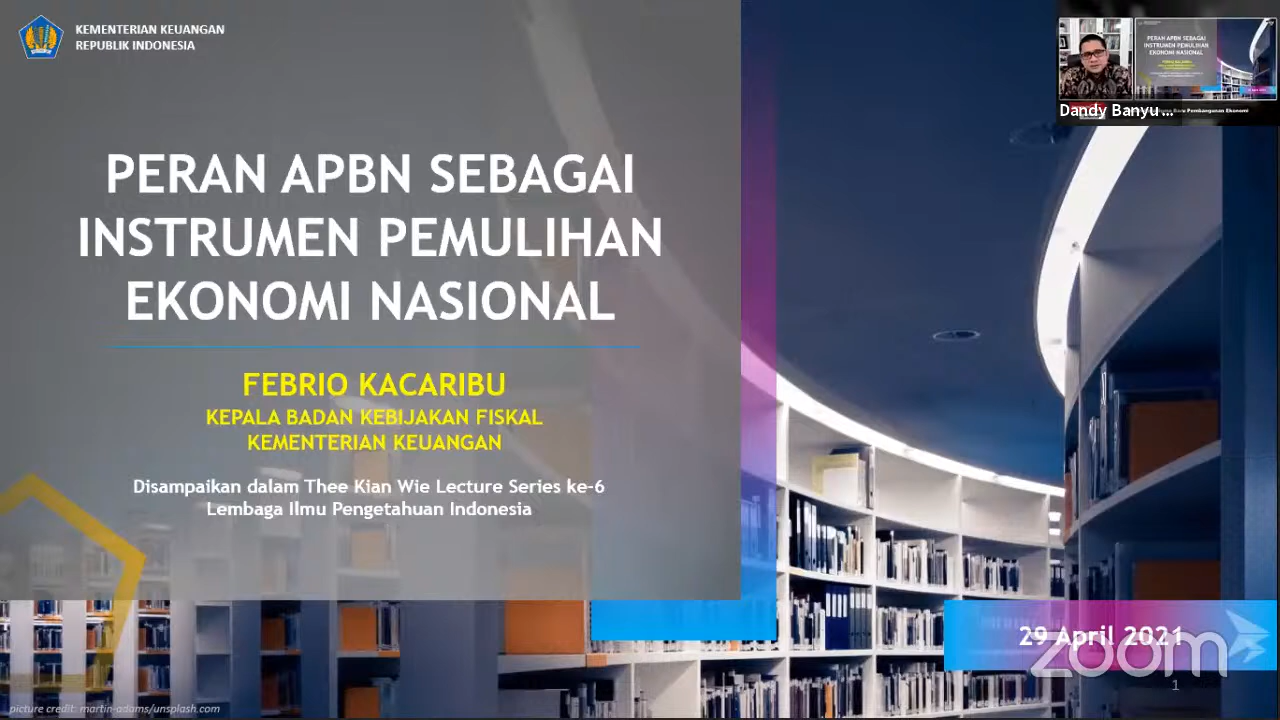 KEMENTERIAN KEUANGAN
REPUBLIK INDONESIA
PERAN APBN SEBAGAI
INSTRUMEN PEMULIHAN
EKONOMI NASIONAL
FEBRIO KACARIBU
KEPALA BADAN KEBIJAKAN FISKAL
KEMENTERIAN KEUANGAN
Disampaikan dalam Thee Kian Wie Lecture Series ke-6
Lembaga Ilmu Pengetahuan Indonesia
PERAN APBN SEBAGAI
INSTRUMEN PEMULIHAN
EKONOMI NASIONAL
Dandy Banyu ...
Pembangunan Ekonomi
29 April 2021
zoom
1
picture credit: martin-adams/unsplash.com